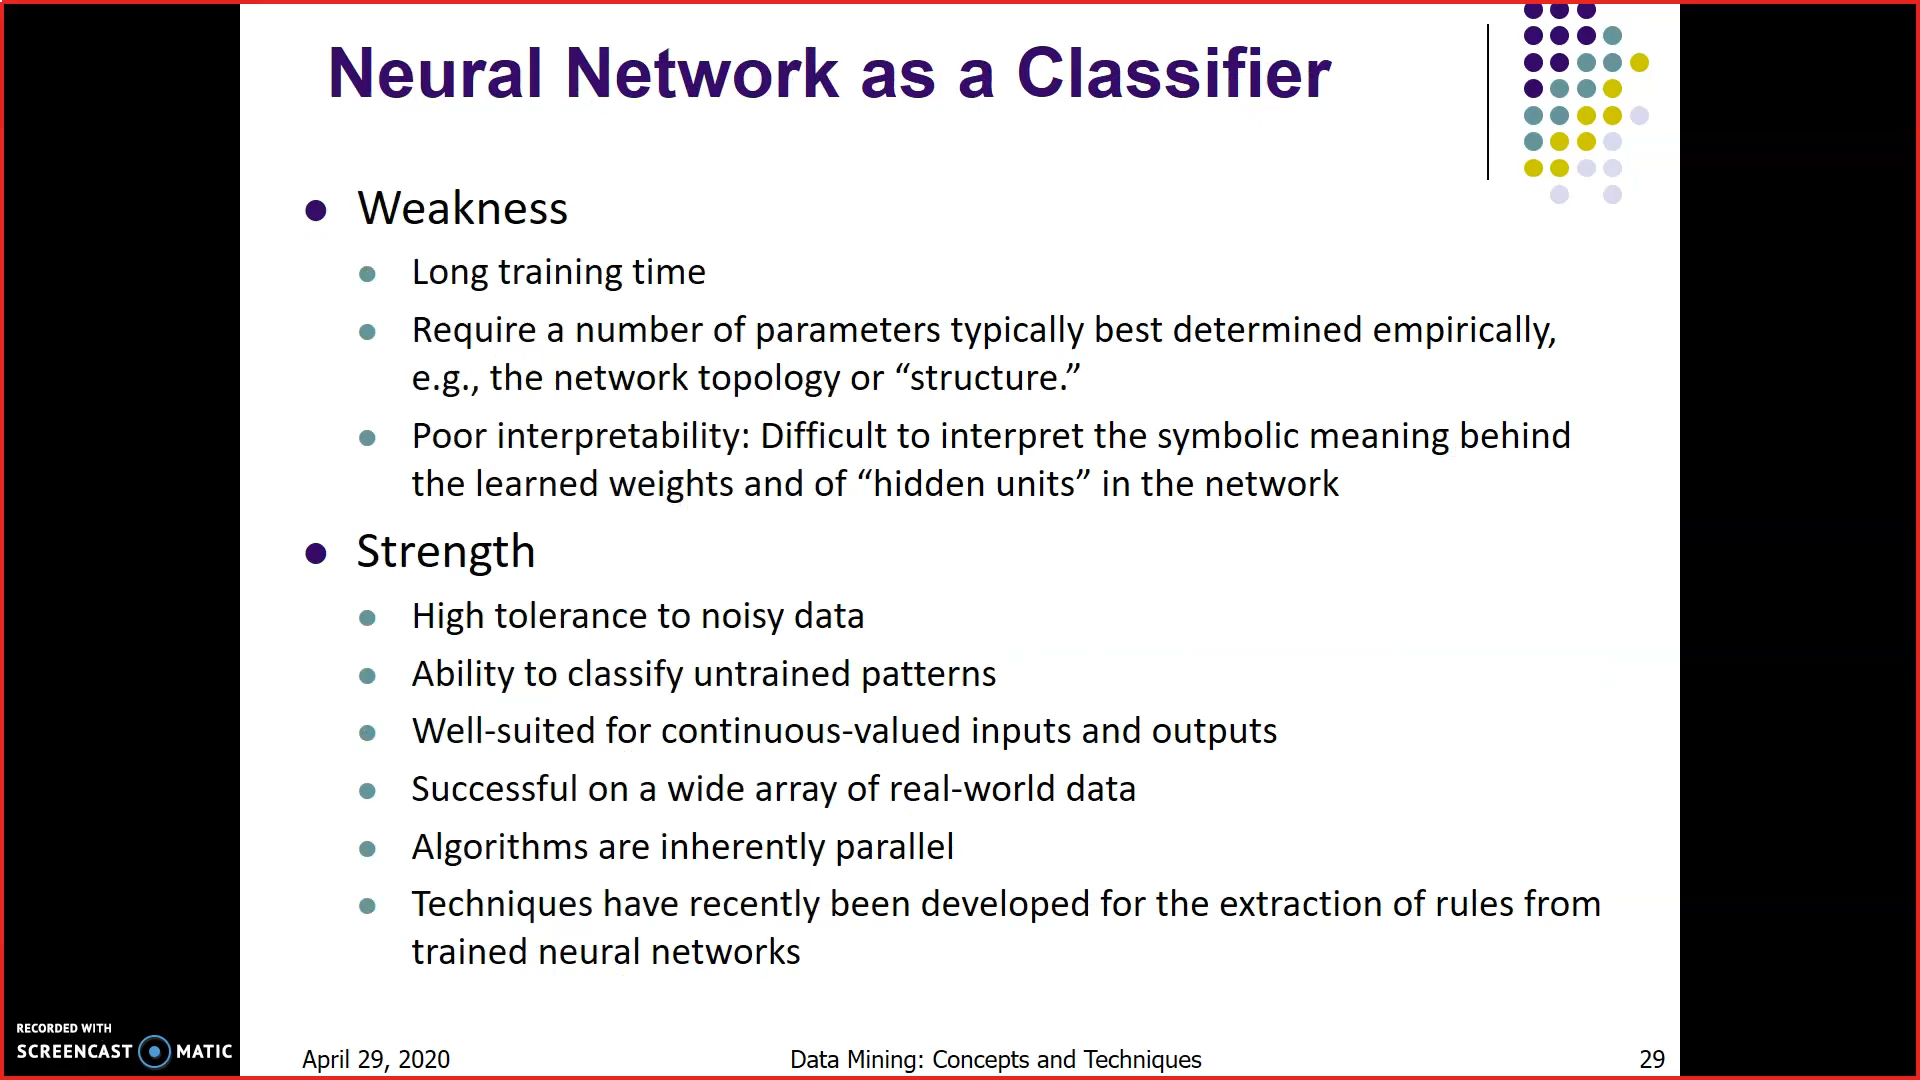 Neural Network as a Classifier
Weakness
Long training time
Require a number of parameters typically best determined empirically,
e.g., the network topology or “structure.”
Poor interpretability: Difficult to interpret the symbolic meaning behind
the learned weights and of “hidden units” in the network
Strength
High tolerance to noisy data
Ability to classify untrained patterns
Well-suited for continuous-valued inputs and outputs
Successful on a wide array of real-world data
Algorithms are inherently parallel
Techniques have recently been developed for the extraction of rules from
trained neural networks
RECORDED WITH
SCREENCAST MATIC
April 29, 2020
Data Mining: Concepts and Techniques
29